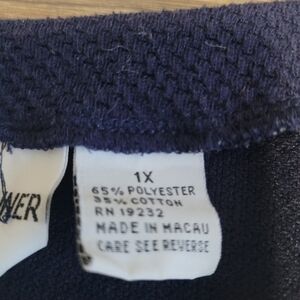 NER
1X
65% POLYESTER
35% COTTON
RN 19232
MADE IN MACAU
CARE SEE REVERSE